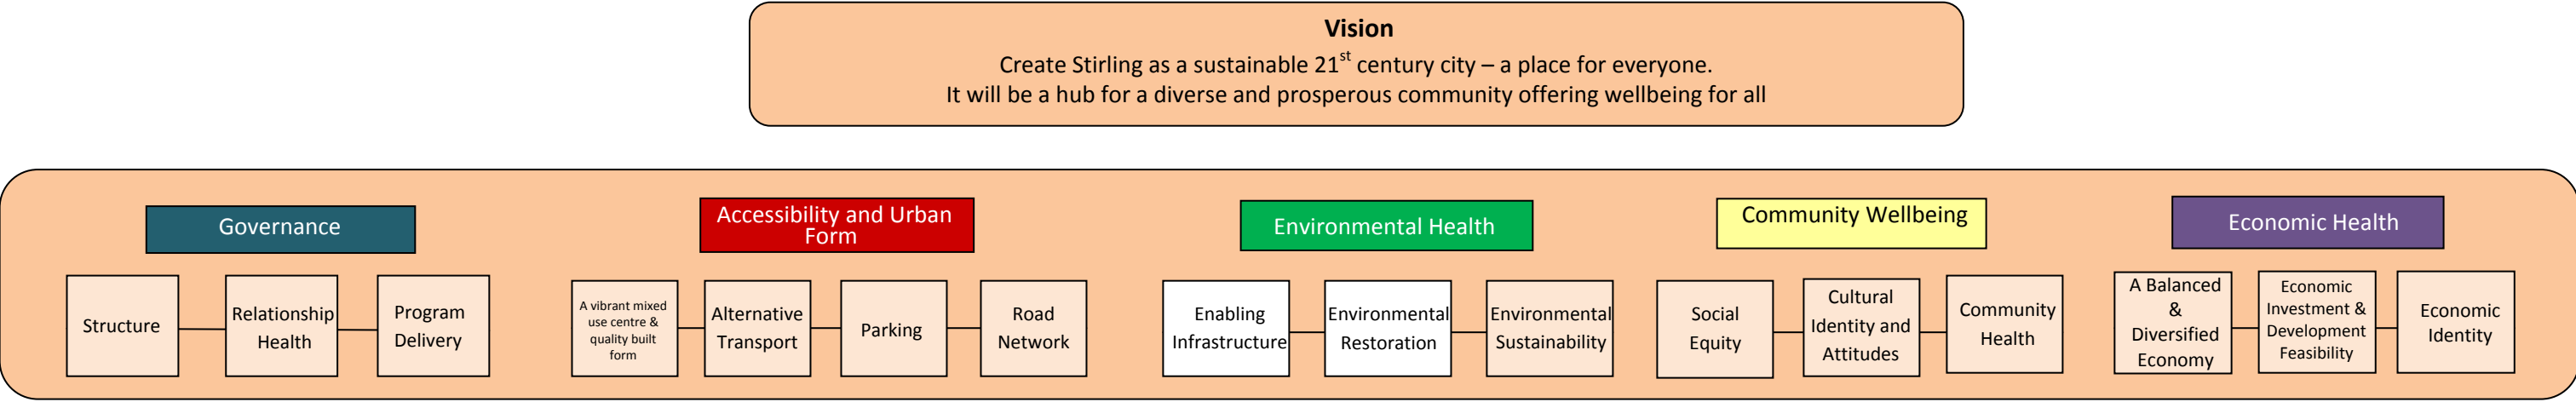 Vision
Create Stirling as a sustainable 21st century city – a place for everyone.
It will be a hub for a diverse and prosperous community offering wellbeing for all
Governance
Structure
Relationship
Health
Program
Delivery
Accessibility and Urban
Form
A vibrant mixed
use centre &
quality built
form
Alternative
Transport
Parking
Road
Network
Environmental Health
Enabling
Infrastructure
Environmental
Restoration
Environmental
Sustainability
Community Wellbeing
Social
Equity
Cultural
Identity and
Attitudes
Community
Health
Economic Health
A Balanced
&
Diversified
Economy
Economic
Investment &
Development
Feasibility
Economic
Identity